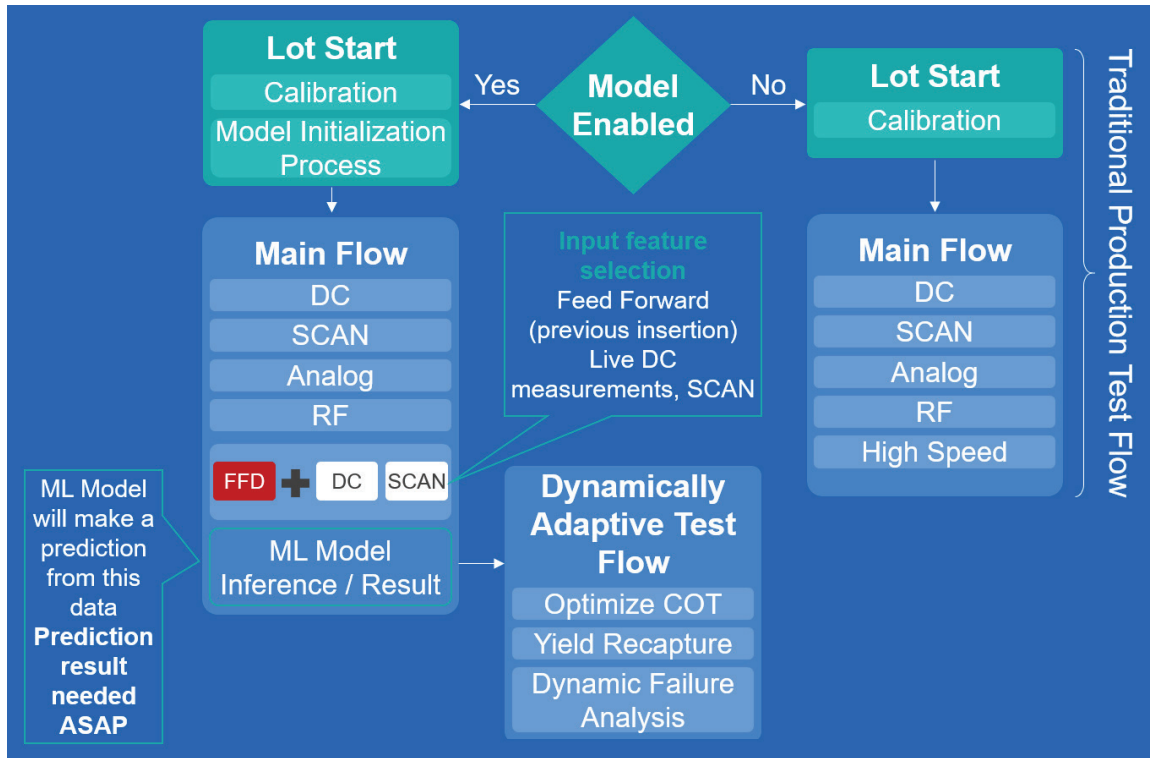 Lot Start
Calibration
Model Initialization
Process
Yes
Model
Enabled
No
Lot Start
Calibration
Traditional Production Test Flow
Main Flow
DC
SCAN
Analog
RF
FFD
DC
SCAN
ML Model
Inference / Result
Input feature
selection
Feed Forward
(previous insertion)
Live DC
measurements, SCAN
Main Flow
DC
SCAN
Analog
RF
High Speed
ML Model
will make a
prediction
from this
data
Prediction
result
needed
ASAP
Dynamically
Adaptive Test
Flow
Optimize COT
Yield Recapture
Dynamic Failure
Analysis